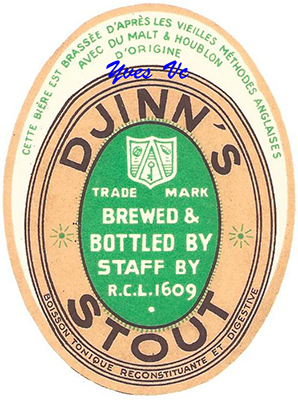 CETTE BIÈRE EST BRASSÉE D'APRÈS LES VIEILLES MÉTHODES ANGLAISES
AVEC DU MALT & HOUBLON
D'ORIGINE
Yves Vc
DJINN'S
TRADE MARK
BREWED &
BOTTLED BY
STAFF BY
R.C.L.1609
STOUT
BOISSON TONIQUE RECONSTITUANTE ET DIGESTIVE